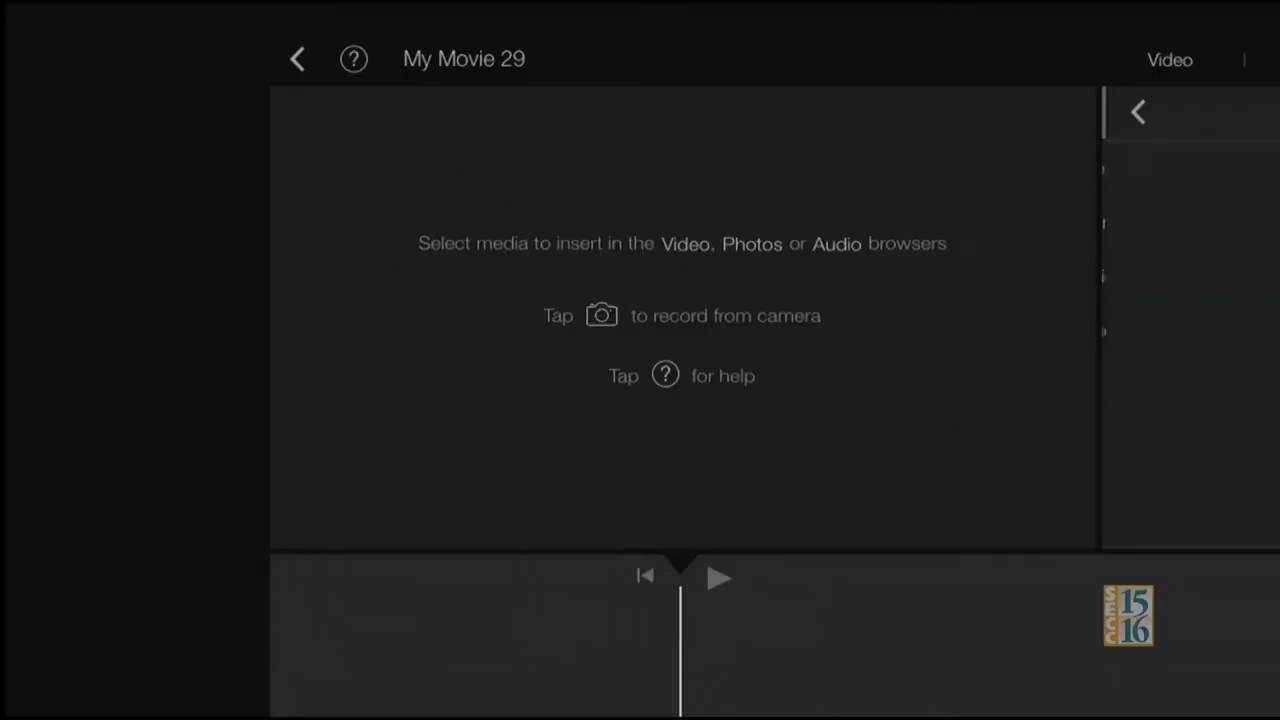 My Movie 29
Video
Select media to insert in the Video, Photos or Audio browsers
Tap ? to record from camera
Tap ? for help
SECC
15
16